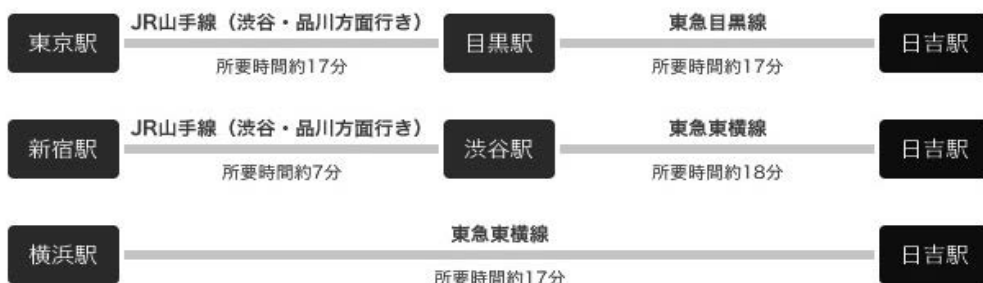 JR山手線（渋谷・品川方面行き）
東急目黒線
東京駅
目黒駅
日吉駅
所要時間約17分
所要時間約17分
JR山手線（渋谷・品川方面行き）
東急東横線
新宿駅
渋谷駅
日吉駅
所要時間約7分
所要時間約18分
東急東横線
横浜駅
日吉駅
所要時間約17分